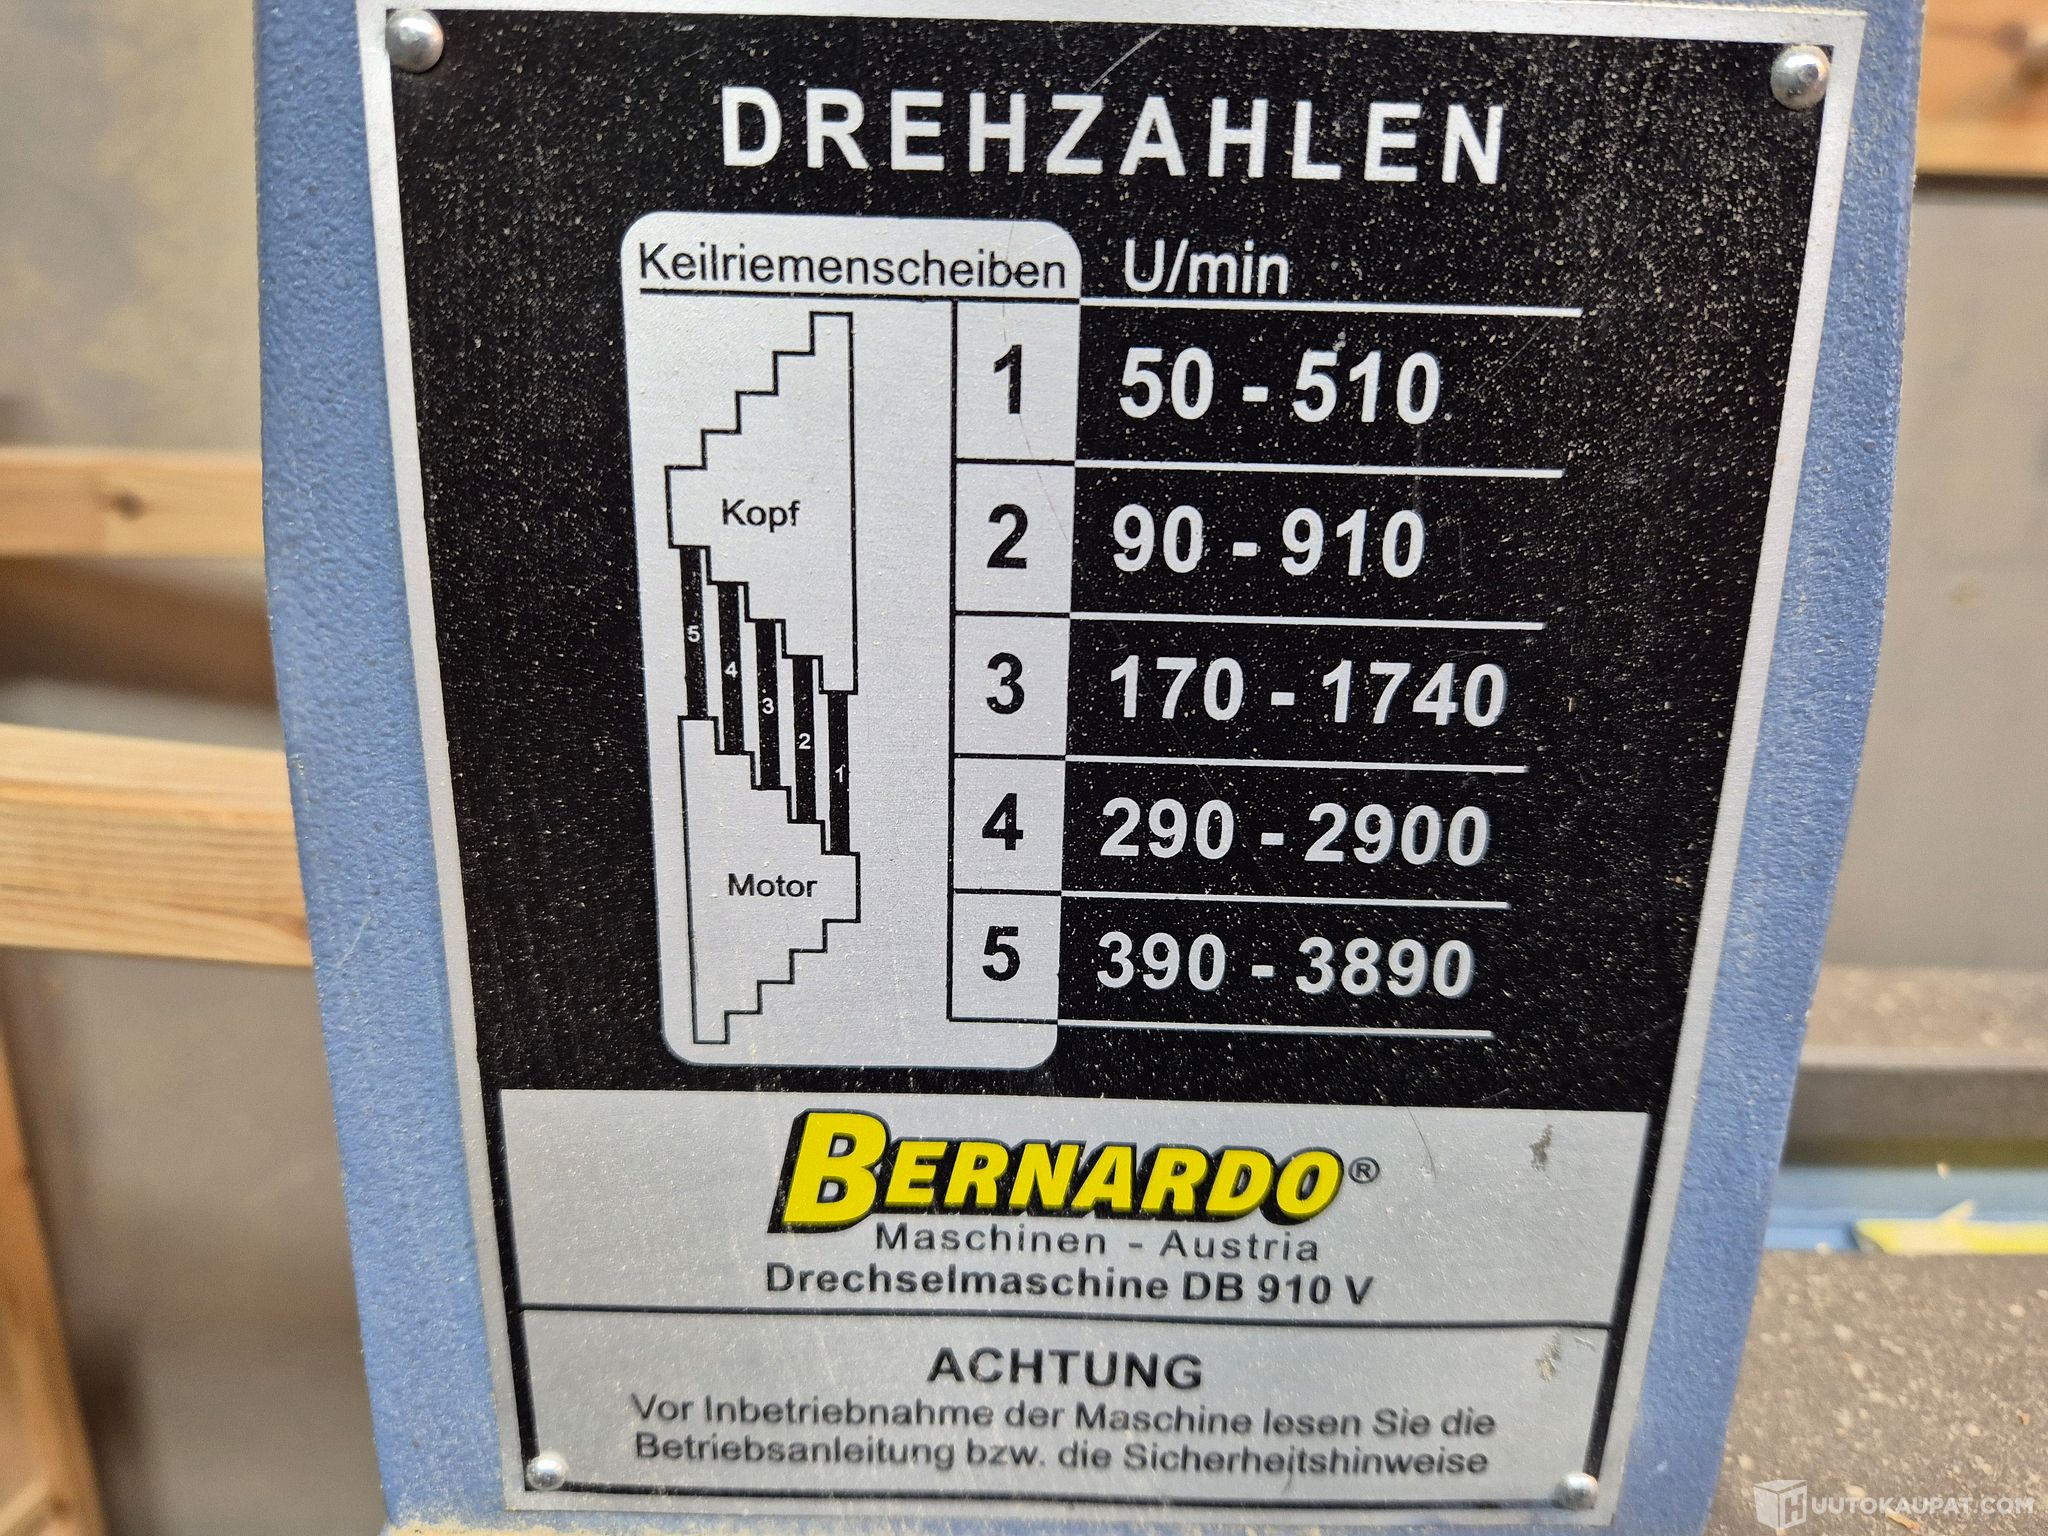 DREHZAHLEN
Keilriemenscheiben U/min
1 50 - 510
2 90 - 910
3 170 - 1740
4 290 - 2900
5 390 - 3890
Kopf
5 4 3 2 1
Motor
BERNARDO®
Maschinen - Austria
Drechselmaschine DB 910 V
ACHTUNG
Vor Inbetriebnahme der Maschine lesen Sie die
Betriebsanleitung bzw. die Sicherheitshinweise
HUUTOKAUPAT.COM